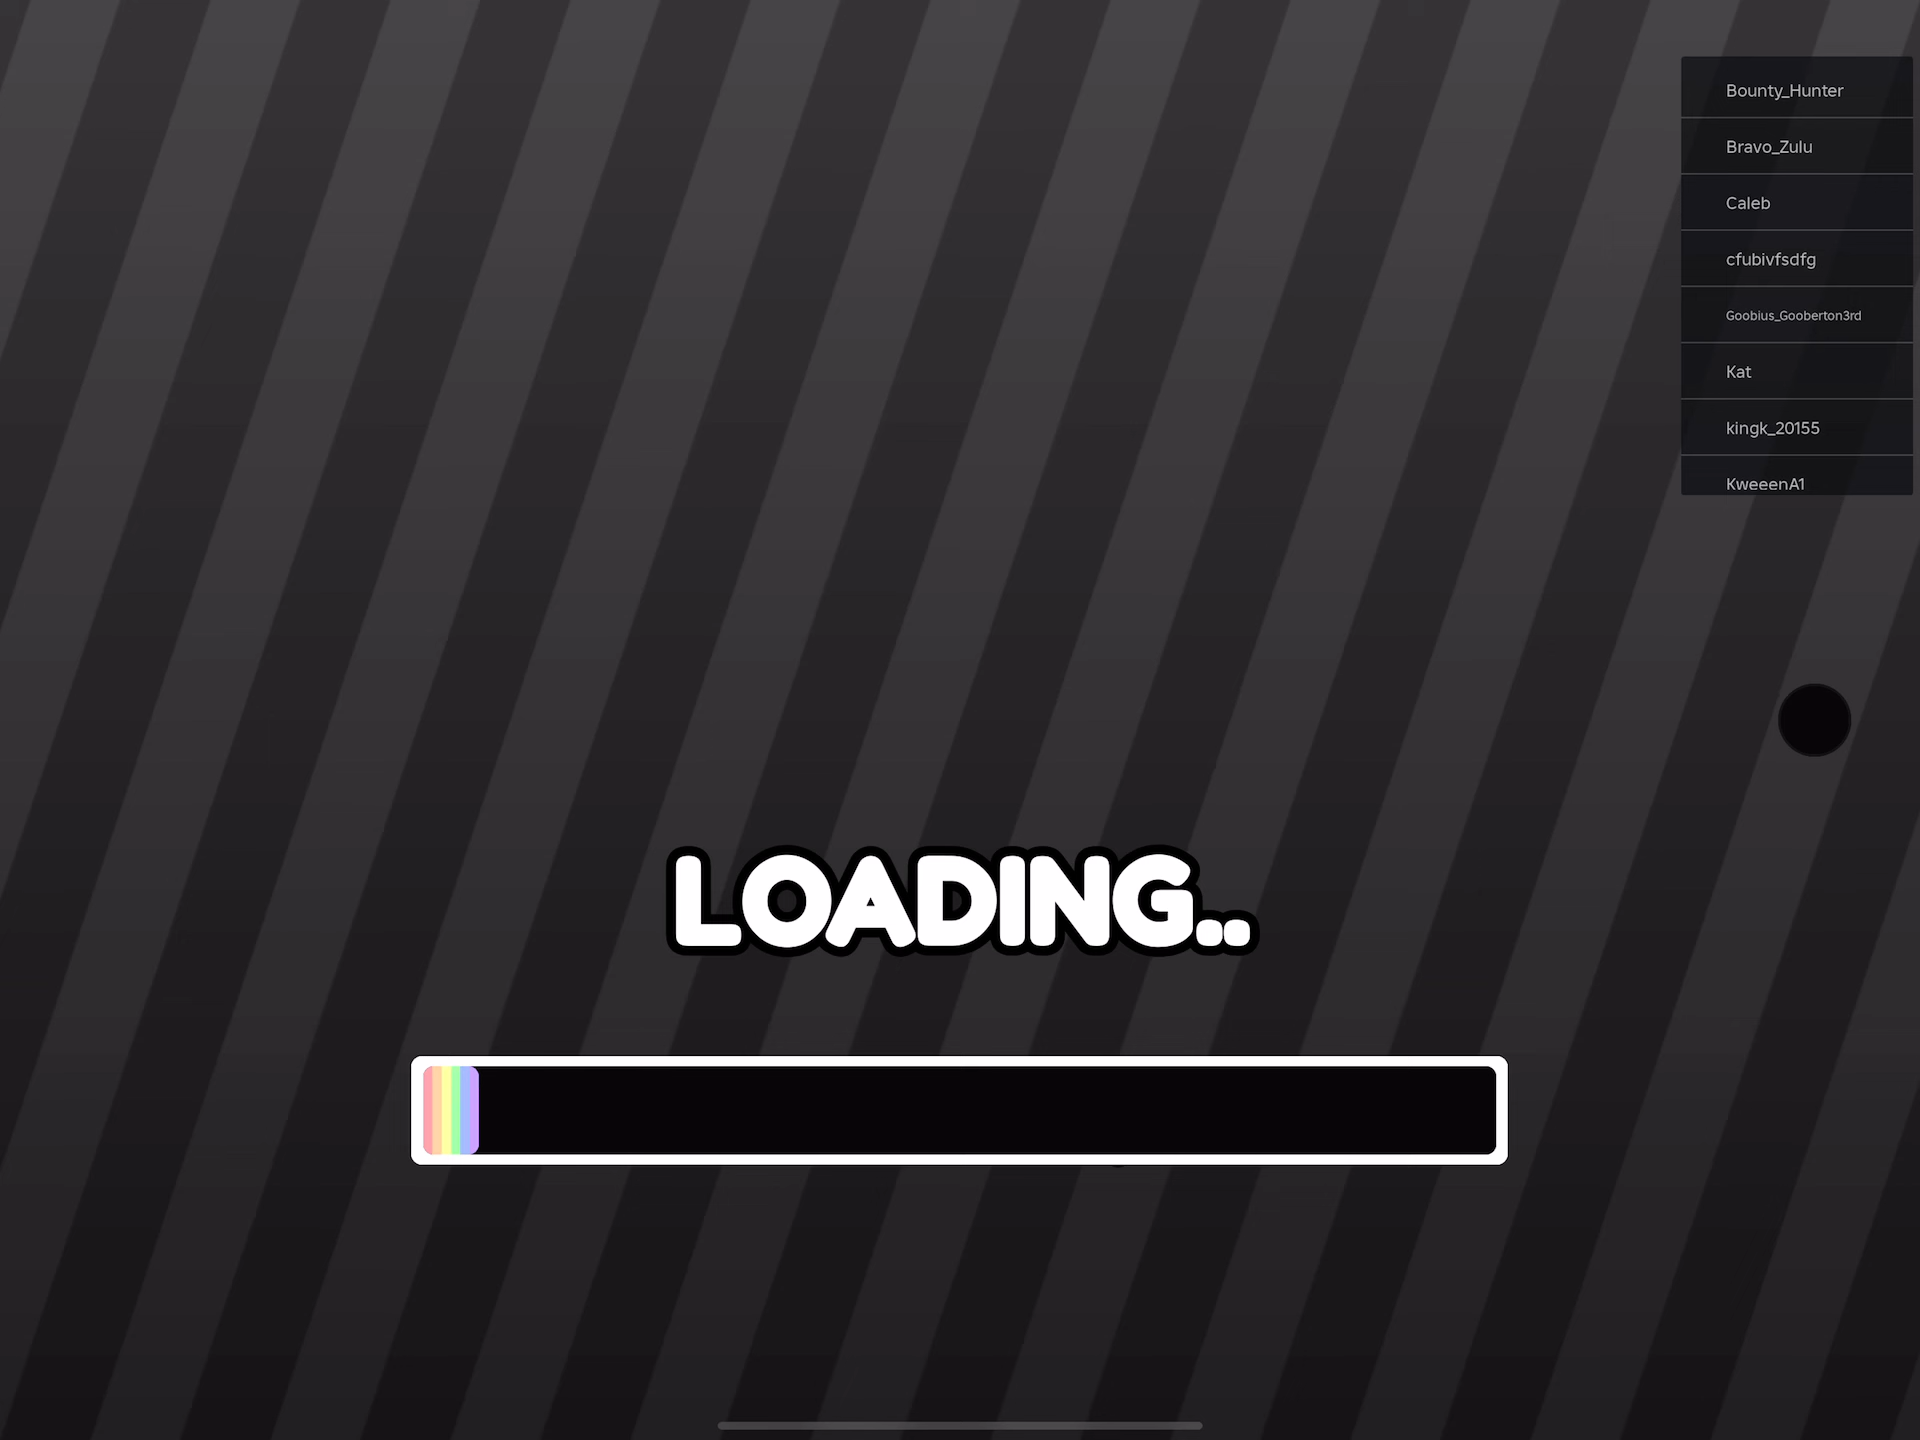 Bounty_Hunter
Bravo_Zulu
Caleb
cfubivfsdfg
Goobius_Gooberton3rd
Kat
kingk_20155
KweeenA1
LOADING..